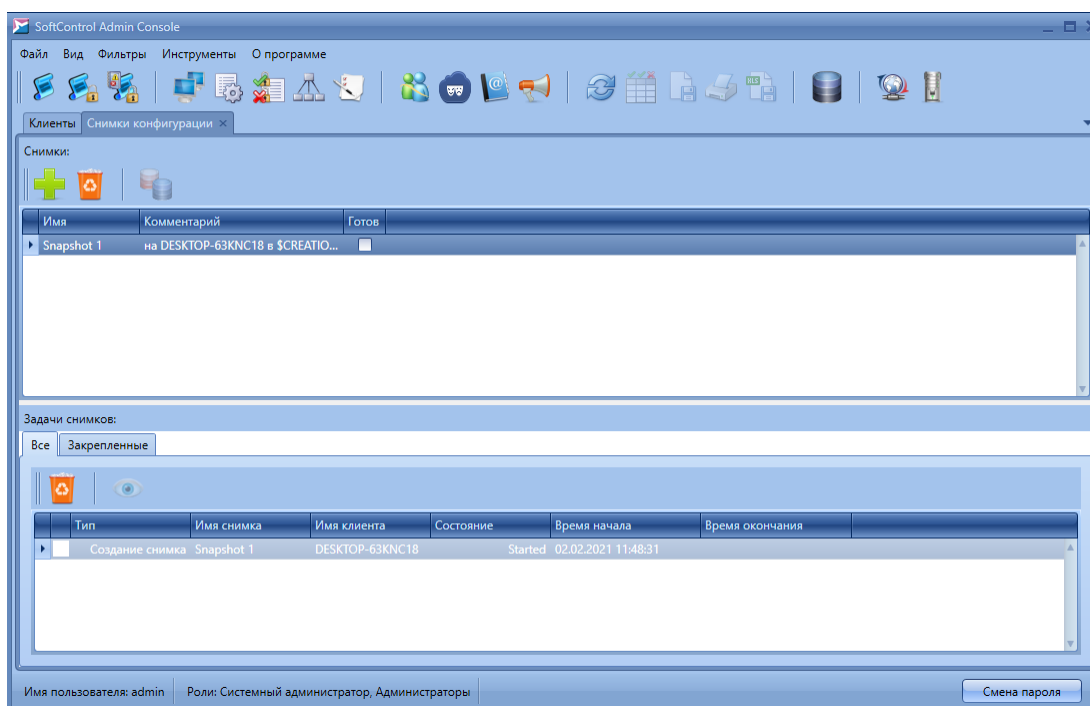 SoftControl Admin Console
Файл Вид Фильтры Инструменты О программе
XLS
Клиенты Снимки конфигурации
Снимки:
Имя Комментарий Готов
Snapshot 1 на DESKTOP-63KNC18 в $CREATIO...
Задачи снимков:
Все Закрепленные
Тип Имя снимка Имя клиента Состояние Время начала Время окончания
Создание снимка Snapshot 1 DESKTOP-63KNC18 Started 02.02.2021 11:48:31
Имя пользователя: admin Роли: Системный администратор, Администраторы Смена пароля